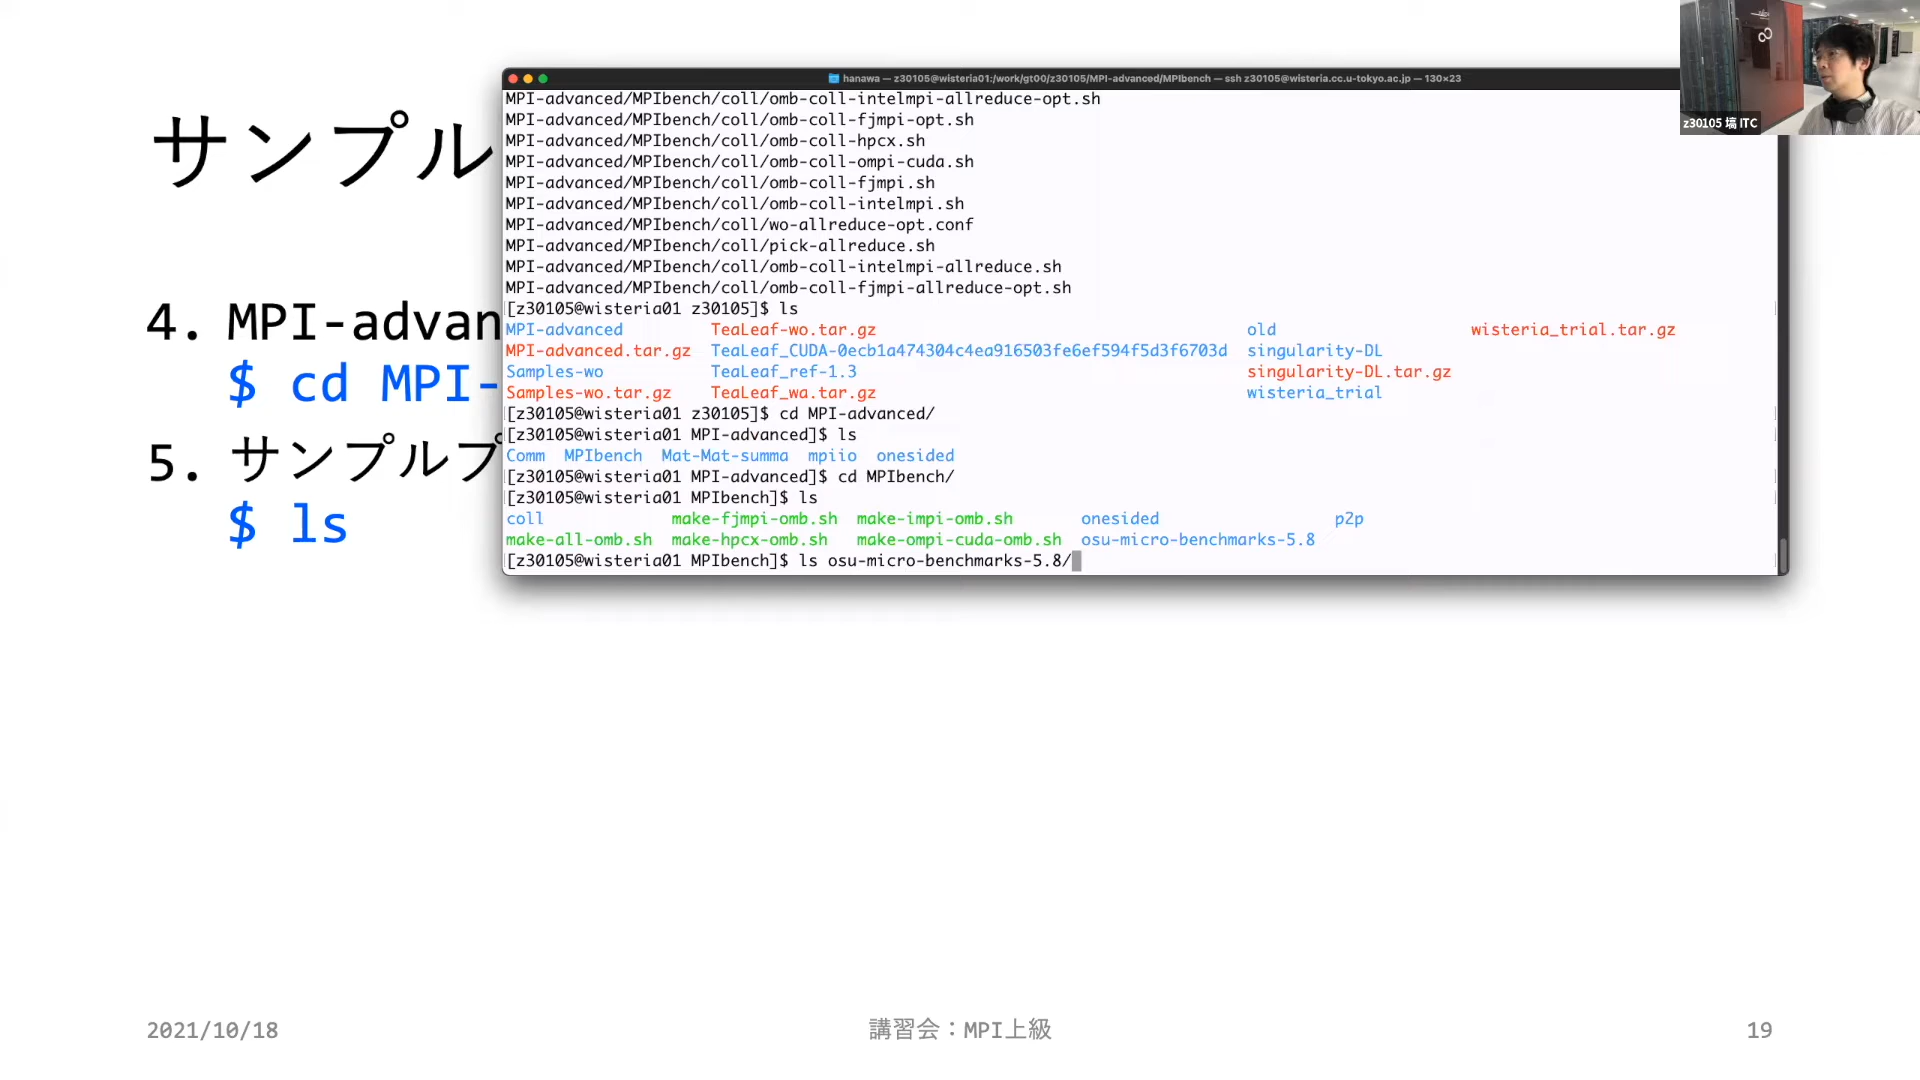 サンプル
4. MPI-advan
$ cd MPI-
5. サンプルプ
$ ls
hanawa — z30105@wisteria01:/work/gt00/z30105/MPI-advanced/MPIbench — ssh z30105@wisteria.cc.u-tokyo.ac.jp — 130×23
MPI-advanced/MPIbench/coll/omb-coll-intelmpi-allreduce-opt.sh
MPI-advanced/MPIbench/coll/omb-coll-fjmpi-opt.sh
MPI-advanced/MPIbench/coll/omb-coll-hpcx.sh
MPI-advanced/MPIbench/coll/omb-coll-ompi-cuda.sh
MPI-advanced/MPIbench/coll/omb-coll-fjmpi.sh
MPI-advanced/MPIbench/coll/omb-coll-intelmpi.sh
MPI-advanced/MPIbench/coll/wo-allreduce-opt.conf
MPI-advanced/MPIbench/coll/pick-allreduce.sh
MPI-advanced/MPIbench/coll/omb-coll-intelmpi-allreduce.sh
MPI-advanced/MPIbench/coll/omb-coll-fjmpi-allreduce-opt.sh
[z30105@wisteria01 z30105]$ ls
MPI-advanced TeaLeaf-wo.tar.gz old wisteria_trial.tar.gz
MPI-advanced.tar.gz TeaLeaf_CUDA-0ecb1a474304c4ea916503fe6ef594f5d3f6703d singularity-DL
Samples-wo TeaLeaf_ref-1.3 singularity-DL.tar.gz
Samples-wo.tar.gz TeaLeaf_wa.tar.gz wisteria_trial
[z30105@wisteria01 z30105]$ cd MPI-advanced/
[z30105@wisteria01 MPI-advanced]$ ls
Comm MPIbench Mat-Mat-summa mpiio onesided
[z30105@wisteria01 MPI-advanced]$ cd MPIbench/
[z30105@wisteria01 MPIbench]$ ls
coll make-fjmpi-omb.sh make-impi-omb.sh onesided p2p
make-all-omb.sh make-hpcx-omb.sh make-ompi-cuda-omb.sh osu-micro-benchmarks-5.8
[z30105@wisteria01 MPIbench]$ ls osu-micro-benchmarks-5.8/
z30105 塙 ITC
2021/10/18
講習会：MPI上級
19